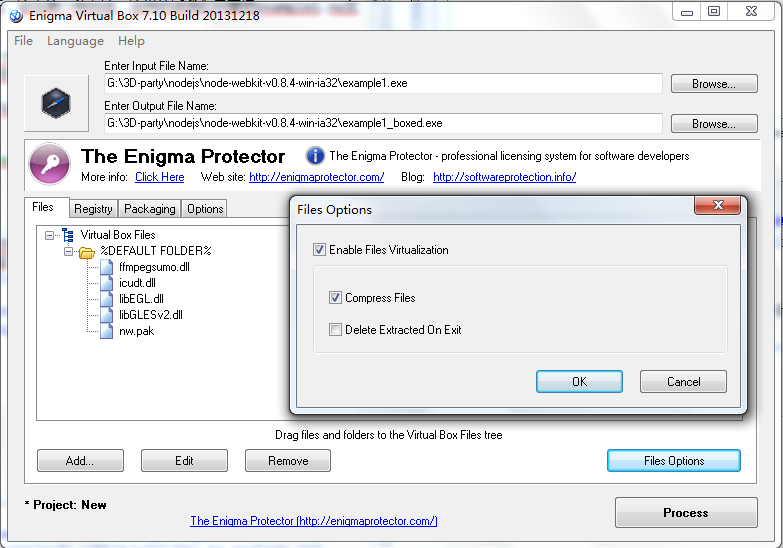 Enigma Virtual Box 7.10 Build 20131218
File Language Help
Enter Input File Name:
G:\3D-party\nodejs\node-webkit-v0.8.4-win-ia32\example1.exe
Browse...
Enter Output File Name:
G:\3D-party\nodejs\node-webkit-v0.8.4-win-ia32\example1_boxed.exe
Browse...
The Enigma Protector
The Enigma Protector - professional licensing system for software developers
More info: Click Here Web site: http://enigmaprotector.com/ Blog: http://softwareprotection.info/
Files Registry Packaging Options
Virtual Box Files
%DEFAULT FOLDER%
ffmpegsumo.dll
icudt.dll
libEGL.dll
libGLESv2.dll
nw.pak
Files Options
Enable Files Virtualization
Compress Files
Delete Extracted On Exit
OK Cancel
Drag files and folders to the Virtual Box Files tree
Add... Edit Remove Files Options
* Project: New
The Enigma Protector (http://enigmaprotector.com/)
Process